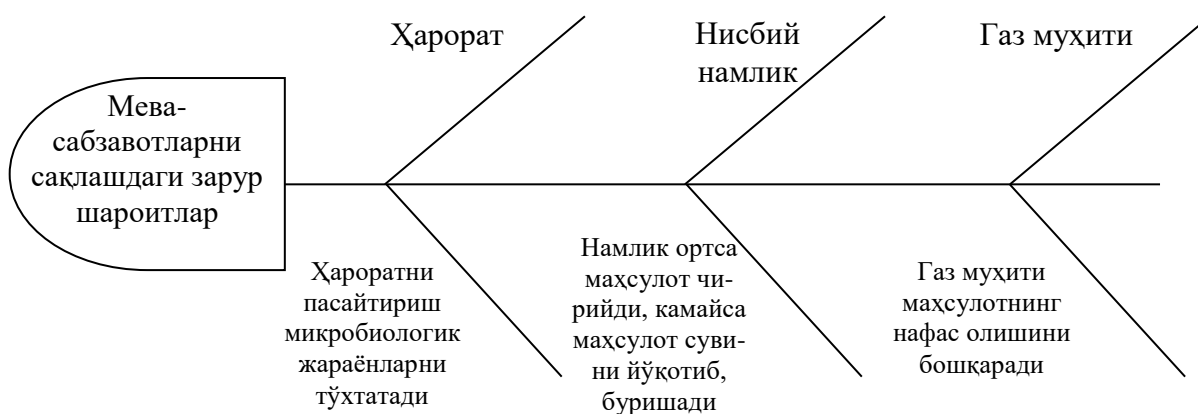 Ҳарорат
Нисбий
намлик
Газ муҳити
Мева-
сабзавотларни
сақлашдаги зарур
шароитлар
Ҳароратни
пасайтириш
микробиологик
жараёнларни
тўхтатади
Намлик ортса
маҳсулот чи-
рийди, камайса
маҳсулот суви-
ни йўқотиб,
буришади
Газ муҳити
маҳсулотнинг
нафас олишини
бошқаради